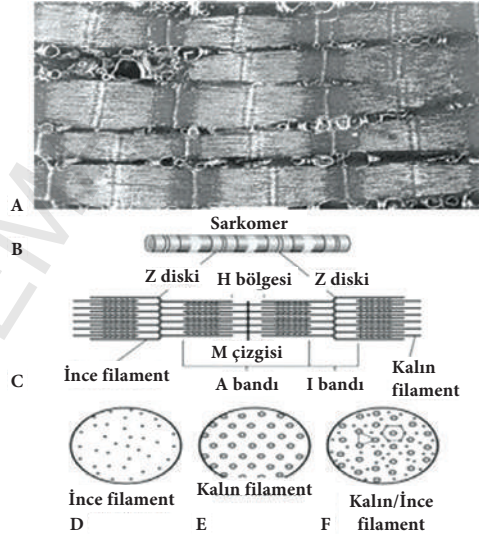 A
Sarkomer
B
Z diski
H bölgesi
Z diski
M çizgisi
C
İnce filament
A bandı
I bandı
Kalın
filament
İnce filament
Kalın filament
Kalın/İnce
filament
D
E
F